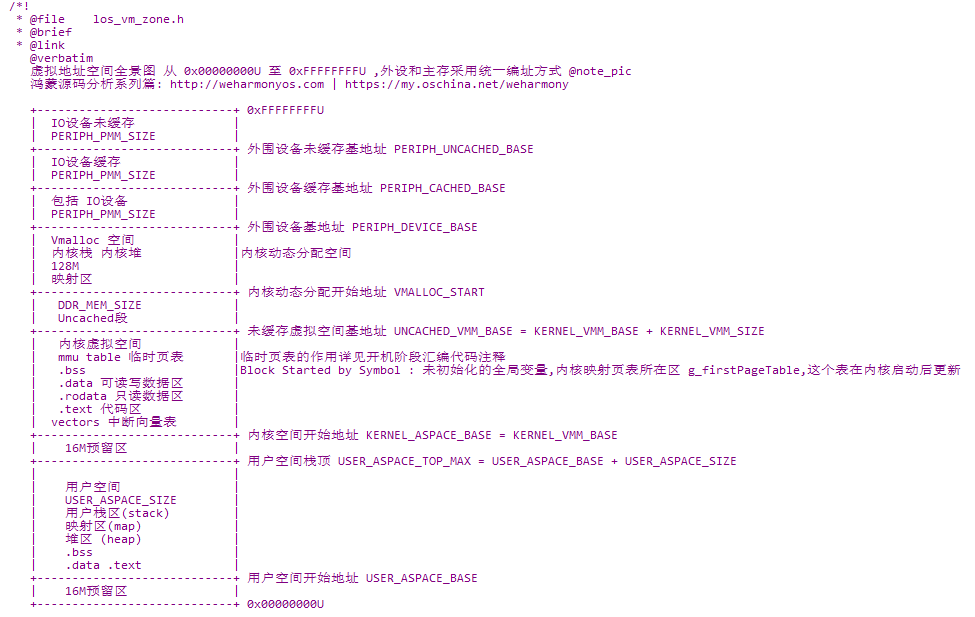 /*!
 * @file    los_vm_zone.h
 * @brief
 * @link
   @verbatim
   虚拟地址空间全景图 从 0x00000000U 至 0xFFFFFFFFU ,外设和主存采用统一编址方式 @note_pic
   鸿蒙源码分析系列篇: http://weharmonyos.com | https://my.oschina.net/weharmony

   +----------------------------+ 0xFFFFFFFFU
   |  IO设备未缓存               |
   |  PERIPH_PMM_SIZE           |
   +----------------------------+ 外围设备未缓存基地址 PERIPH_UNCACHED_BASE
   |  IO设备缓存                 |
   |  PERIPH_PMM_SIZE           |
   +----------------------------+ 外围设备缓存基地址 PERIPH_CACHED_BASE
   |  包括 IO设备                |
   |  PERIPH_PMM_SIZE           |
   +----------------------------+ 外围设备基地址 PERIPH_DEVICE_BASE
   |  Vmalloc 空间               |
   |  内核栈 内核堆              |内核动态分配空间
   |  128M                      |
   |  映射区                     |
   +----------------------------+ 内核动态分配开始地址 VMALLOC_START
   |   DDR_MEM_SIZE             |
   |   Uncached段                |
   +----------------------------+ 未缓存虚拟空间基地址 UNCACHED_VMM_BASE = KERNEL_VMM_BASE + KERNEL_VMM_SIZE
   |   内核虚拟空间              |
   |   mmu table 临时页表        |临时页表的作用详见开机阶段汇编代码注释
   |   .bss                     |Block Started by Symbol : 未初始化的全局变量,内核映射页表所在区 g_firstPageTable,这个表在内核启动后更新
   |   .data 可读写数据区        |
   |   .rodata 只读数据区        |
   |   .text 代码区              |
   |  vectors 中断向量表         |
   +----------------------------+ 内核空间开始地址 KERNEL_ASPACE_BASE = KERNEL_VMM_BASE
   |    16M预留区                |
   +----------------------------+ 用户空间栈顶 USER_ASPACE_TOP_MAX = USER_ASPACE_BASE + USER_ASPACE_SIZE
   |                            |
   |    用户空间                 |
   |    USER_ASPACE_SIZE        |
   |    用户栈区(stack)          |
   |    映射区(map)              |
   |    堆区 (heap)              |
   |    .bss                    |
   |    .data .text             |
   +----------------------------+ 用户空间开始地址 USER_ASPACE_BASE
   |    16M预留区                |
   +----------------------------+ 0x00000000U